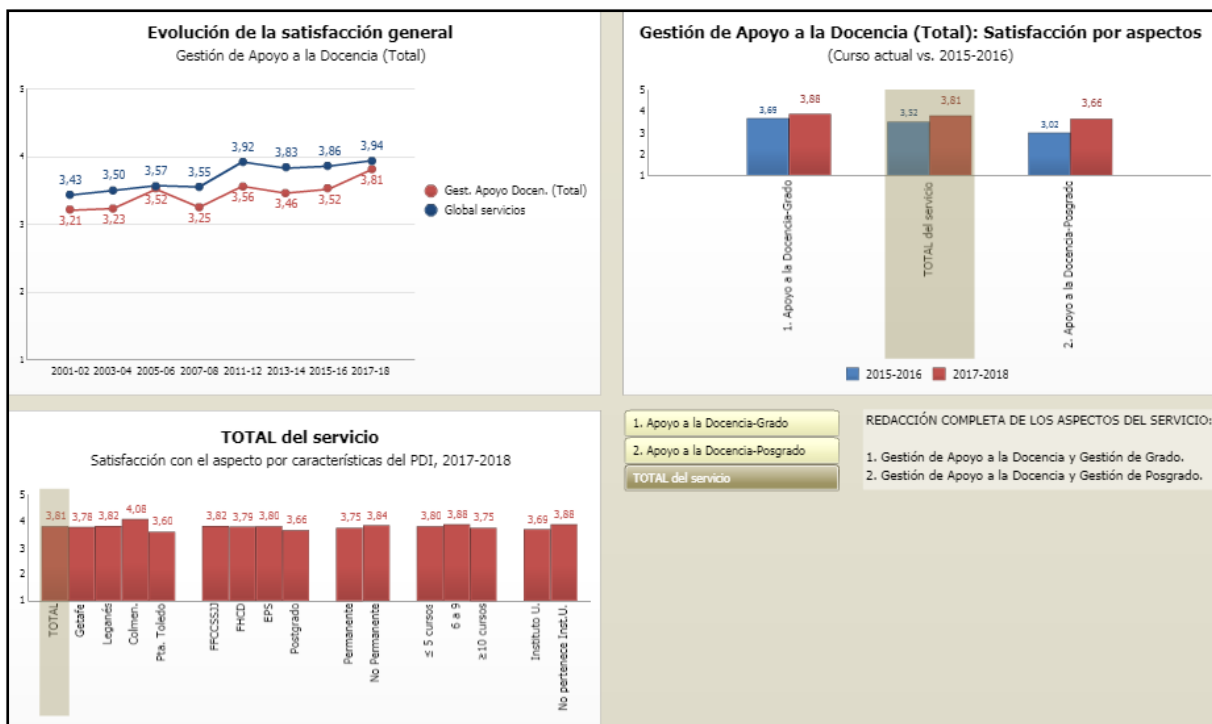 Evolución de la satisfacción general
Gestión de Apoyo a la Docencia (Total)
5
4
3
2
1
3,43
3,50
3,57
3,55
3,92
3,83
3,86
3,94
3,21
3,23
3,52
3,25
3,56
3,46
3,52
3,81
2001-02 2003-04 2005-06 2007-08 2011-12 2013-14 2015-16 2017-18
Gest. Apoyo Docen. (Total)
Global servicios
Gestión de Apoyo a la Docencia (Total): Satisfacción por aspectos
(Curso actual vs. 2015-2016)
5
4
3
2
1
3,69
3,88
3,52
3,81
3,02
3,66
1. Apoyo a la Docencia-Grado
TOTAL del servicio
2. Apoyo a la Docencia-Posgrado
2015-2016
2017-2018
TOTAL del servicio
Satisfacción con el aspecto por características del PDI, 2017-2018
5
4
3
2
1
3,81
3,78
3,82
4,08
3,60
3,82
3,79
3,80
3,66
3,75
3,84
3,80
3,88
3,75
3,69
3,88
TOTAL
Getafe
Leganés
Colmen.
Pta. Toledo
FFCCSSJJ
FHCD
EPS
Postgrado
Permanente
No Permanente
≤ 5 cursos
6 a 9
≥10 cursos
Instituto U.
No pertenece Inst.U.
1. Apoyo a la Docencia-Grado
2. Apoyo a la Docencia-Posgrado
TOTAL del servicio
REDACCIÓN COMPLETA DE LOS ASPECTOS DEL SERVICIO:
1. Gestión de Apoyo a la Docencia y Gestión de Grado.
2. Gestión de Apoyo a la Docencia y Gestión de Posgrado.